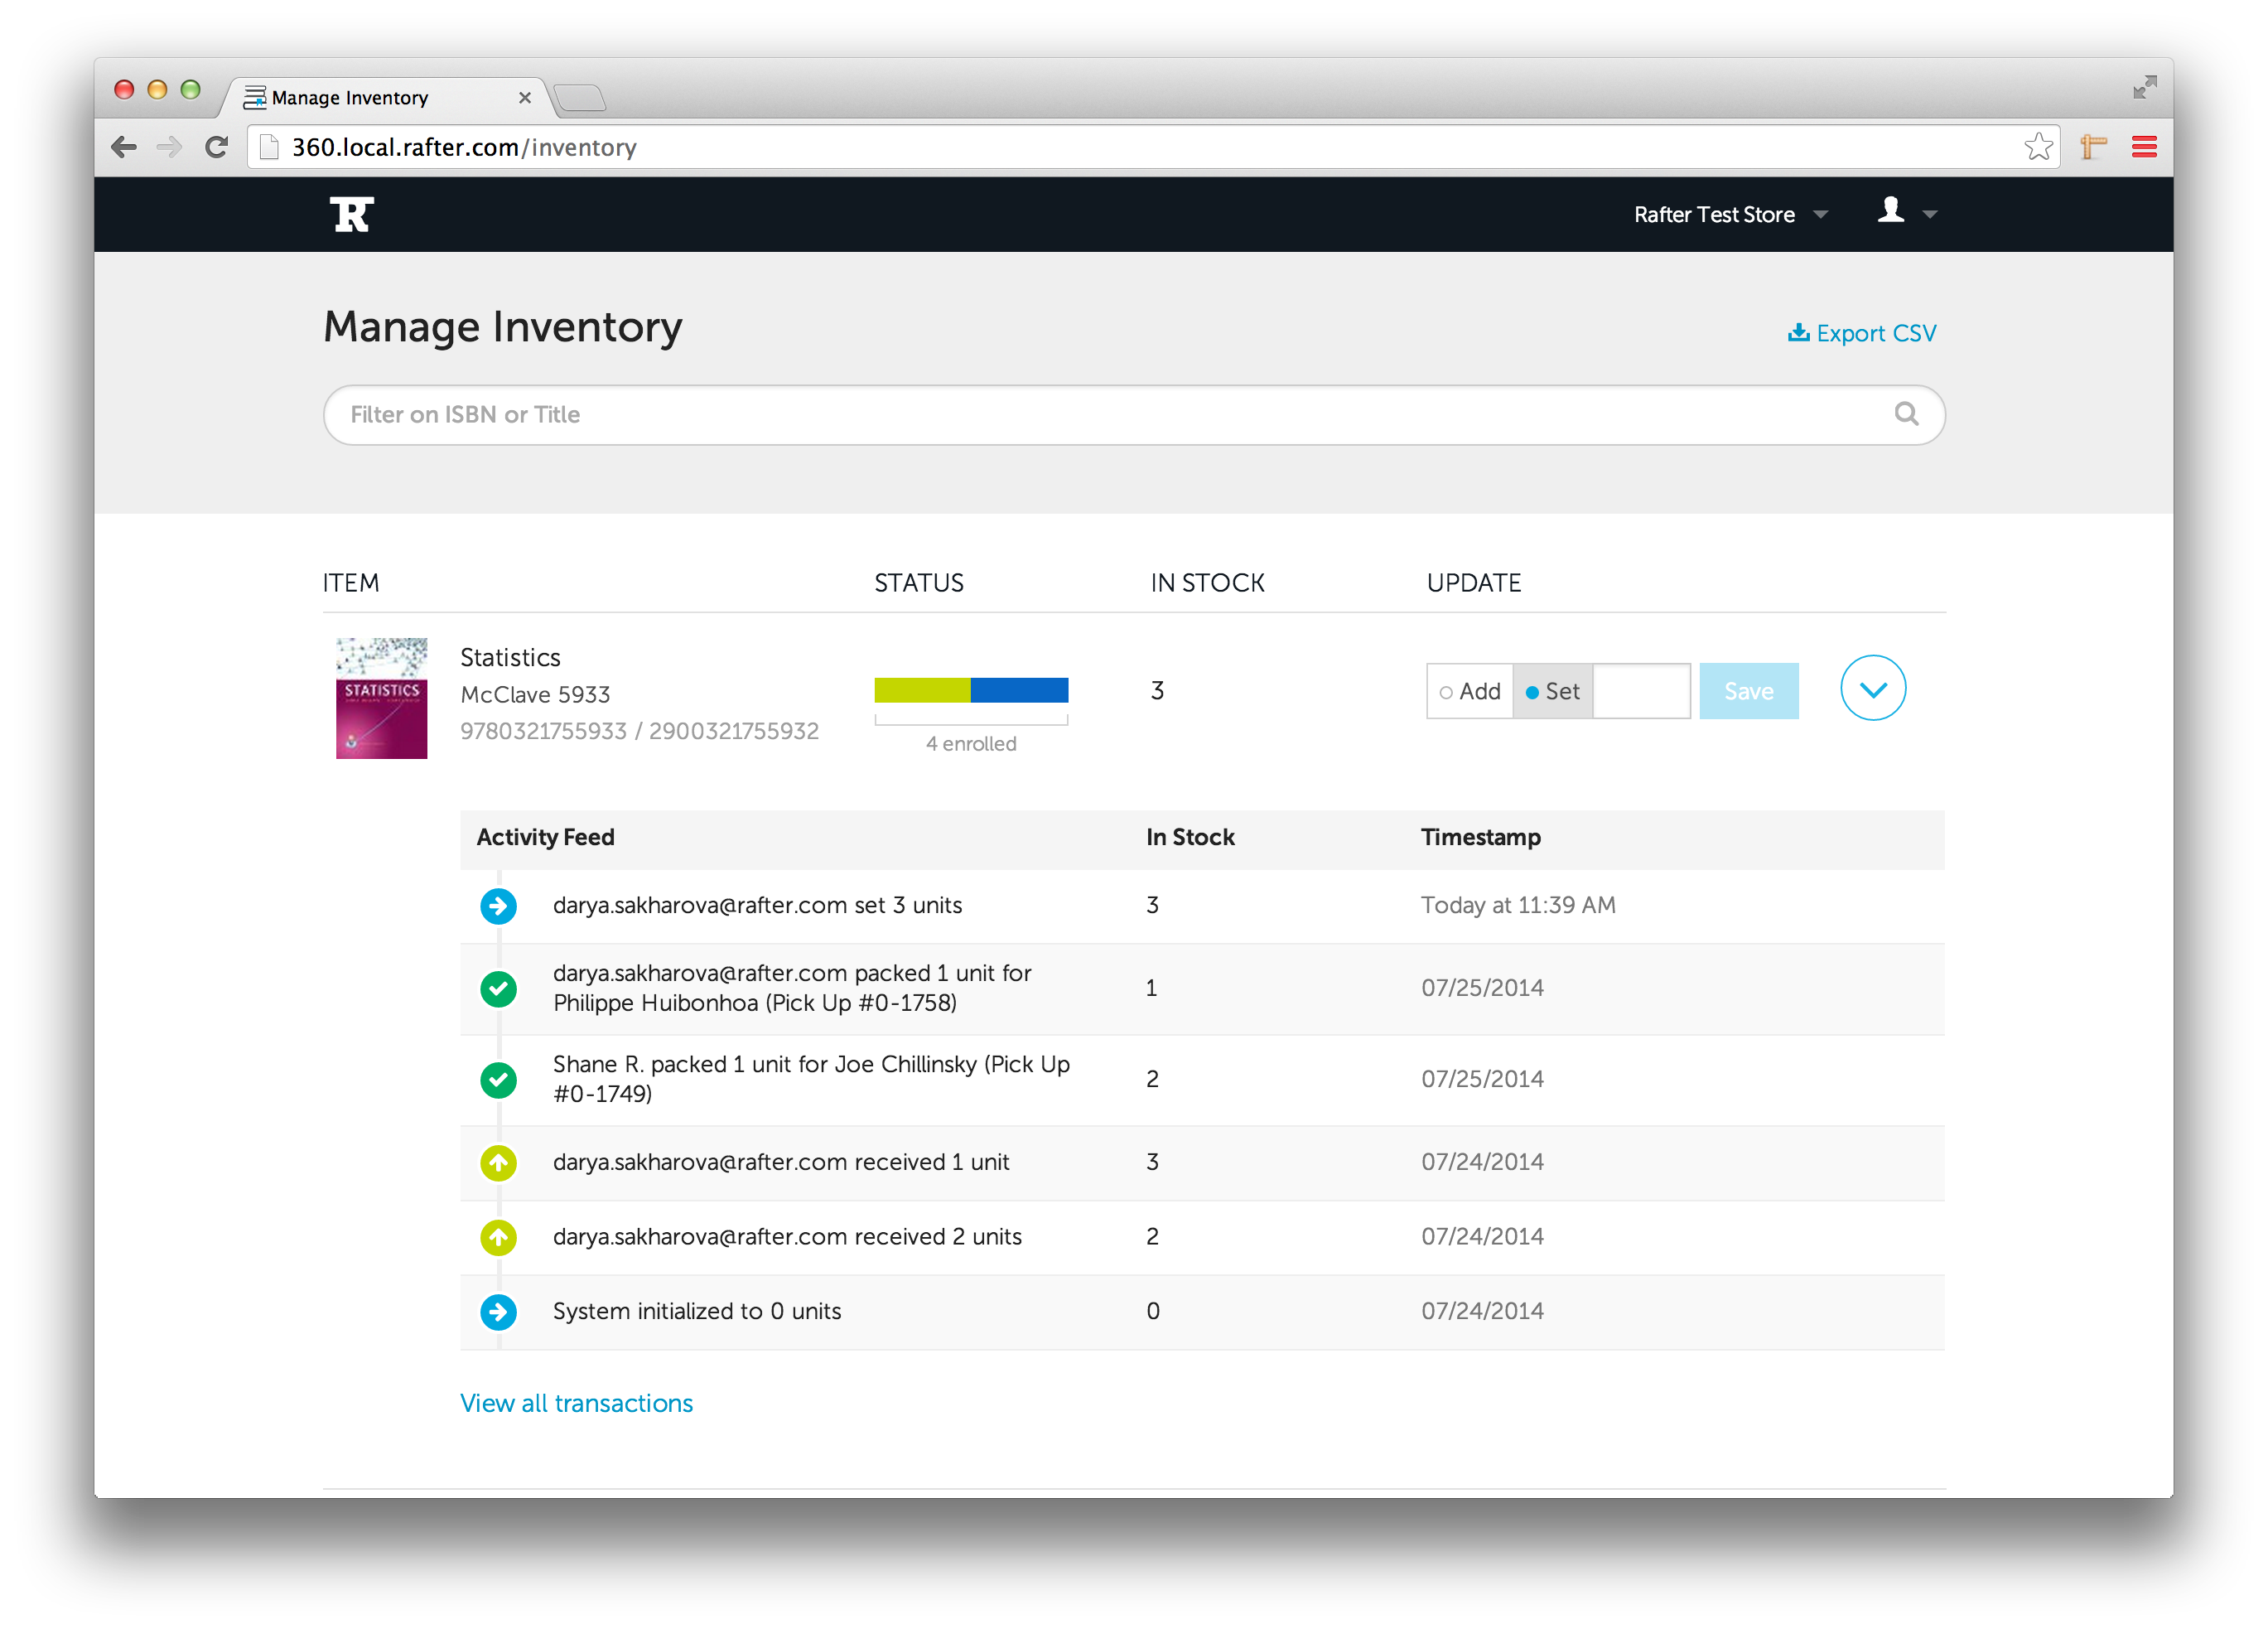 Manage Inventory
360.local.rafter.com/inventory
R
Rafter Test Store
Manage Inventory
Export CSV
Filter on ISBN or Title
ITEM STATUS IN STOCK UPDATE
STATISTICS
Statistics
McClave 5933
9780321755933 / 2900321755932
4 enrolled
3
Add Set Save
Activity Feed In Stock Timestamp
darya.sakharova@rafter.com set 3 units 3 Today at 11:39 AM
darya.sakharova@rafter.com packed 1 unit for
Philippe Huibonhoa (Pick Up #0-1758) 1 07/25/2014
Shane R. packed 1 unit for Joe Chillinsky (Pick Up
#0-1749) 2 07/25/2014
darya.sakharova@rafter.com received 1 unit 3 07/24/2014
darya.sakharova@rafter.com received 2 units 2 07/24/2014
System initialized to 0 units 0 07/24/2014
View all transactions